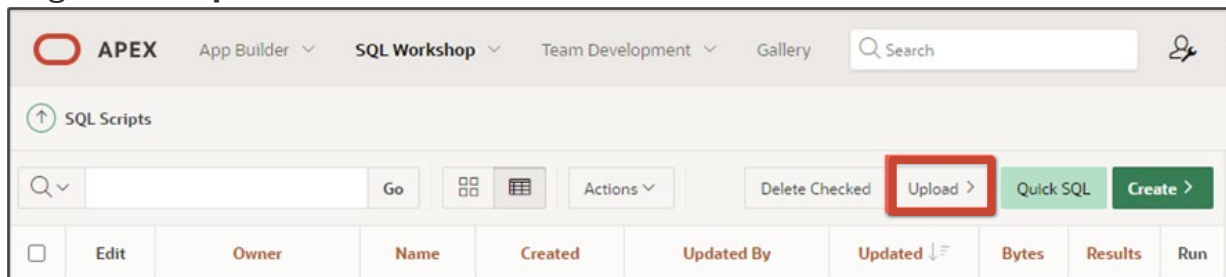 APEX App Builder SQL Workshop Team Development Gallery Search
SQL Scripts
Go Actions Delete Checked Upload > Quick SQL Create >
Edit Owner Name Created Updated By Updated Bytes Results Run